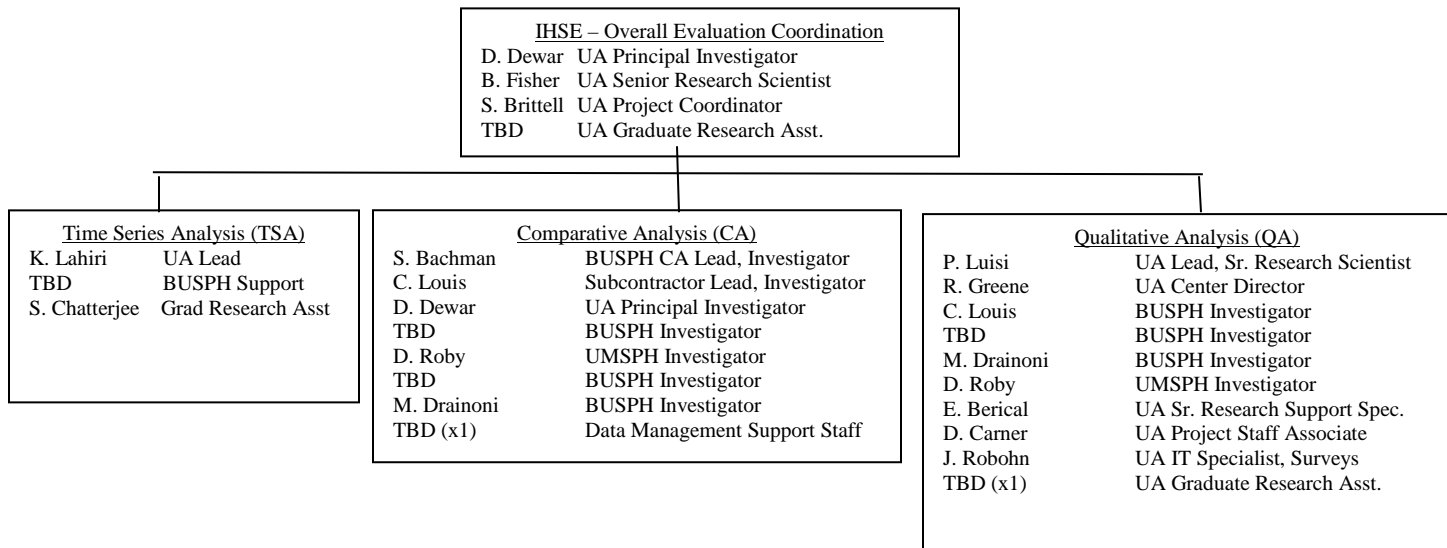 IHSE – Overall Evaluation Coordination
D. Dewar UA Principal Investigator
B. Fisher UA Senior Research Scientist
S. Brittell UA Project Coordinator
TBD UA Graduate Research Asst.
Time Series Analysis (TSA)
K. Lahiri UA Lead
TBD BUSPH Support
S. Chatterjee Grad Research Asst
Comparative Analysis (CA)
S. Bachman BUSPH CA Lead, Investigator
C. Louis Subcontractor Lead, Investigator
D. Dewar UA Principal Investigator
TBD BUSPH Investigator
D. Roby UMSPH Investigator
TBD BUSPH Investigator
M. Drainoni BUSPH Investigator
TBD (x1) Data Management Support Staff
Qualitative Analysis (QA)
P. Luisi UA Lead, Sr. Research Scientist
R. Greene UA Center Director
C. Louis BUSPH Investigator
TBD BUSPH Investigator
M. Drainoni BUSPH Investigator
D. Roby UMSPH Investigator
E. Berical UA Sr. Research Support Spec.
D. Carner UA Project Staff Associate
J. Robohn UA IT Specialist, Surveys
TBD (x1) UA Graduate Research Asst.